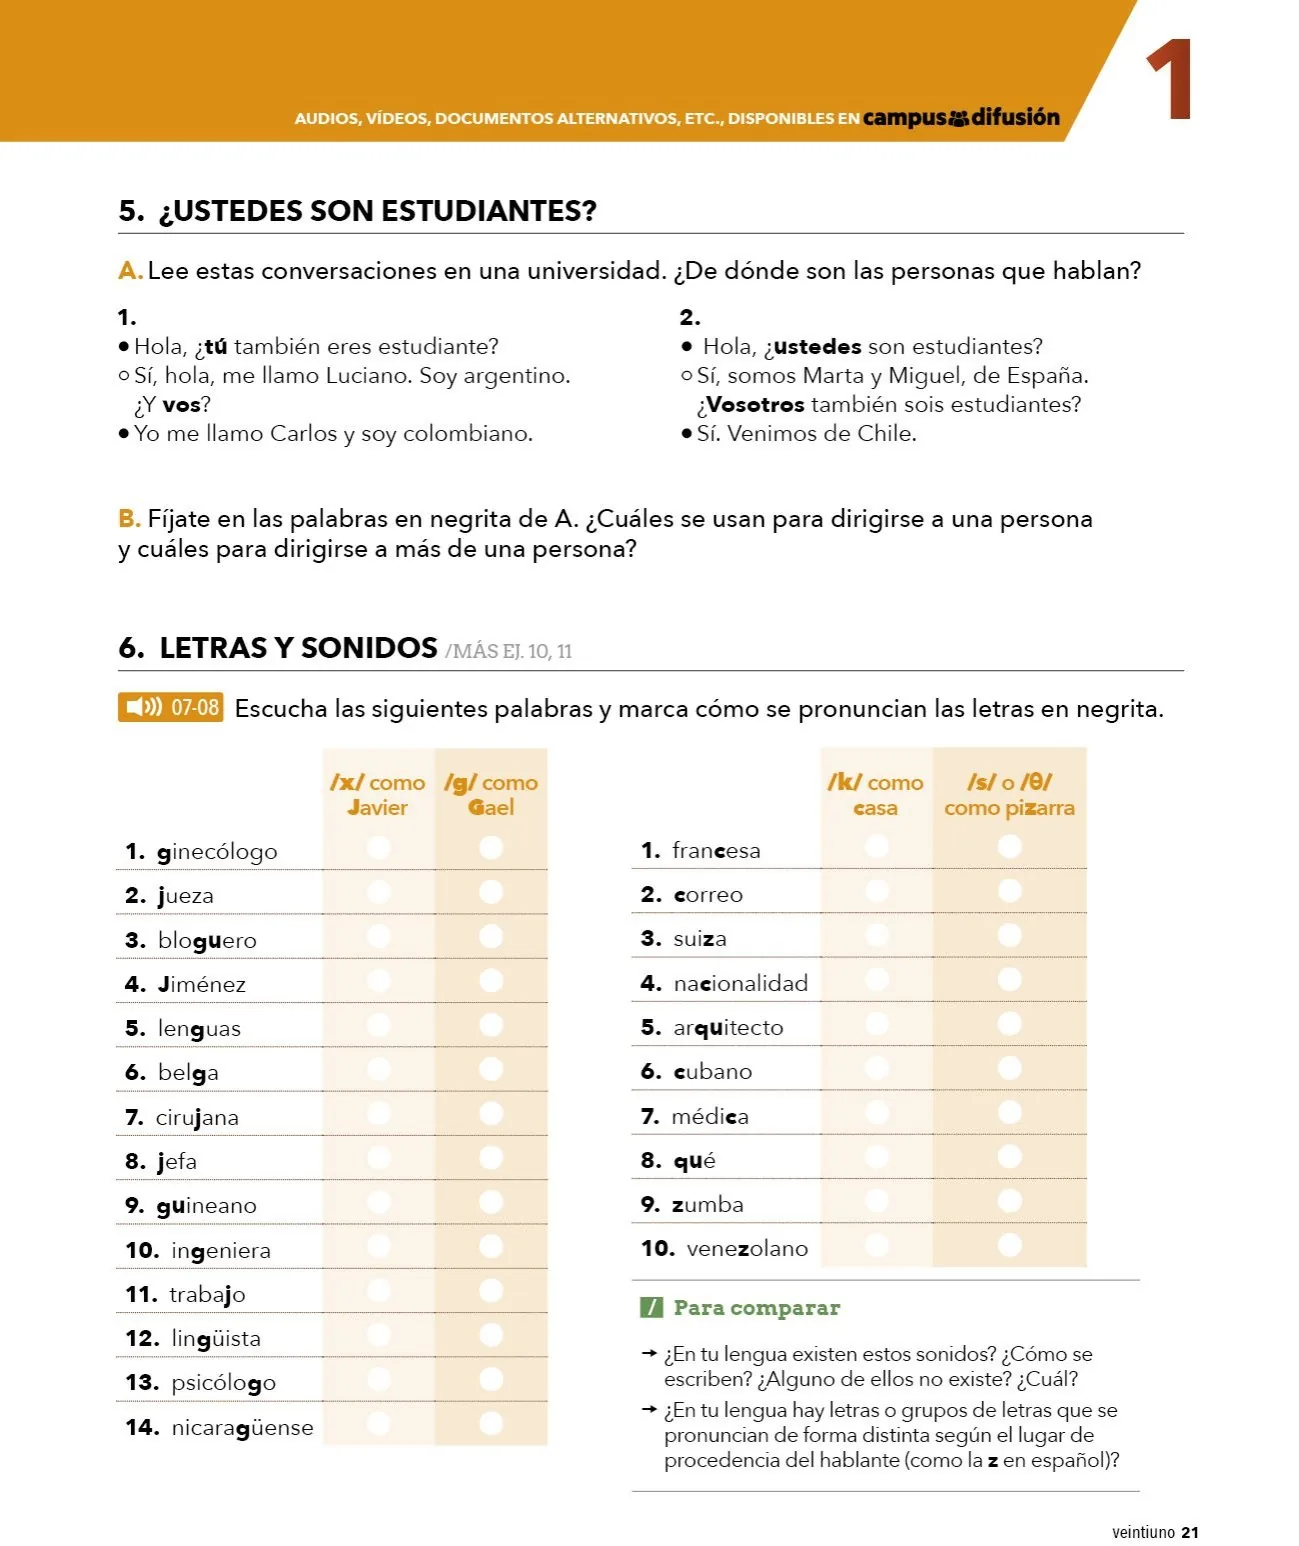 1
AUDIOS, VÍDEOS, DOCUMENTOS ALTERNATIVOS, ETC., DISPONIBLES EN campus difusión
5. ¿USTEDES SON ESTUDIANTES?
A. Lee estas conversaciones en una universidad. ¿De dónde son las personas que hablan?
1.
● Hola, ¿tú también eres estudiante?
○ Sí, hola, me llamo Luciano. Soy argentino.
¿Y vos?
● Yo me llamo Carlos y soy colombiano.
2.
● Hola, ¿ustedes son estudiantes?
○ Sí, somos Marta y Miguel, de España.
¿Vosotros también sois estudiantes?
● Sí. Venimos de Chile.
B. Fíjate en las palabras en negrita de A. ¿Cuáles se usan para dirigirse a una persona
y cuáles para dirigirse a más de una persona?
6. LETRAS Y SONIDOS /MÁS EJ. 10, 11
07-08 Escucha las siguientes palabras y marca cómo se pronuncian las letras en negrita.
/x/ como /g/ como
Javier Gael
1. ginecólogo
2. jueza
3. bloguero
4. Jiménez
5. lenguas
6. belga
7. cirujana
8. jefa
9. guineano
10. ingeniera
11. trabajo
12. lingüista
13. psicólogo
14. nicaragüense
/k/ como /s/ o /θ/
casa como pizarra
1. francesa
2. correo
3. suiza
4. nacionalidad
5. arquitecto
6. cubano
7. médica
8. qué
9. zumba
10. venezolano
/ Para comparar
→ ¿En tu lengua existen estos sonidos? ¿Cómo se
escriben? ¿Alguno de ellos no existe? ¿Cuál?
→ ¿En tu lengua hay letras o grupos de letras que se
pronuncian de forma distinta según el lugar de
procedencia del hablante (como la z en español)?
veintiuno 21